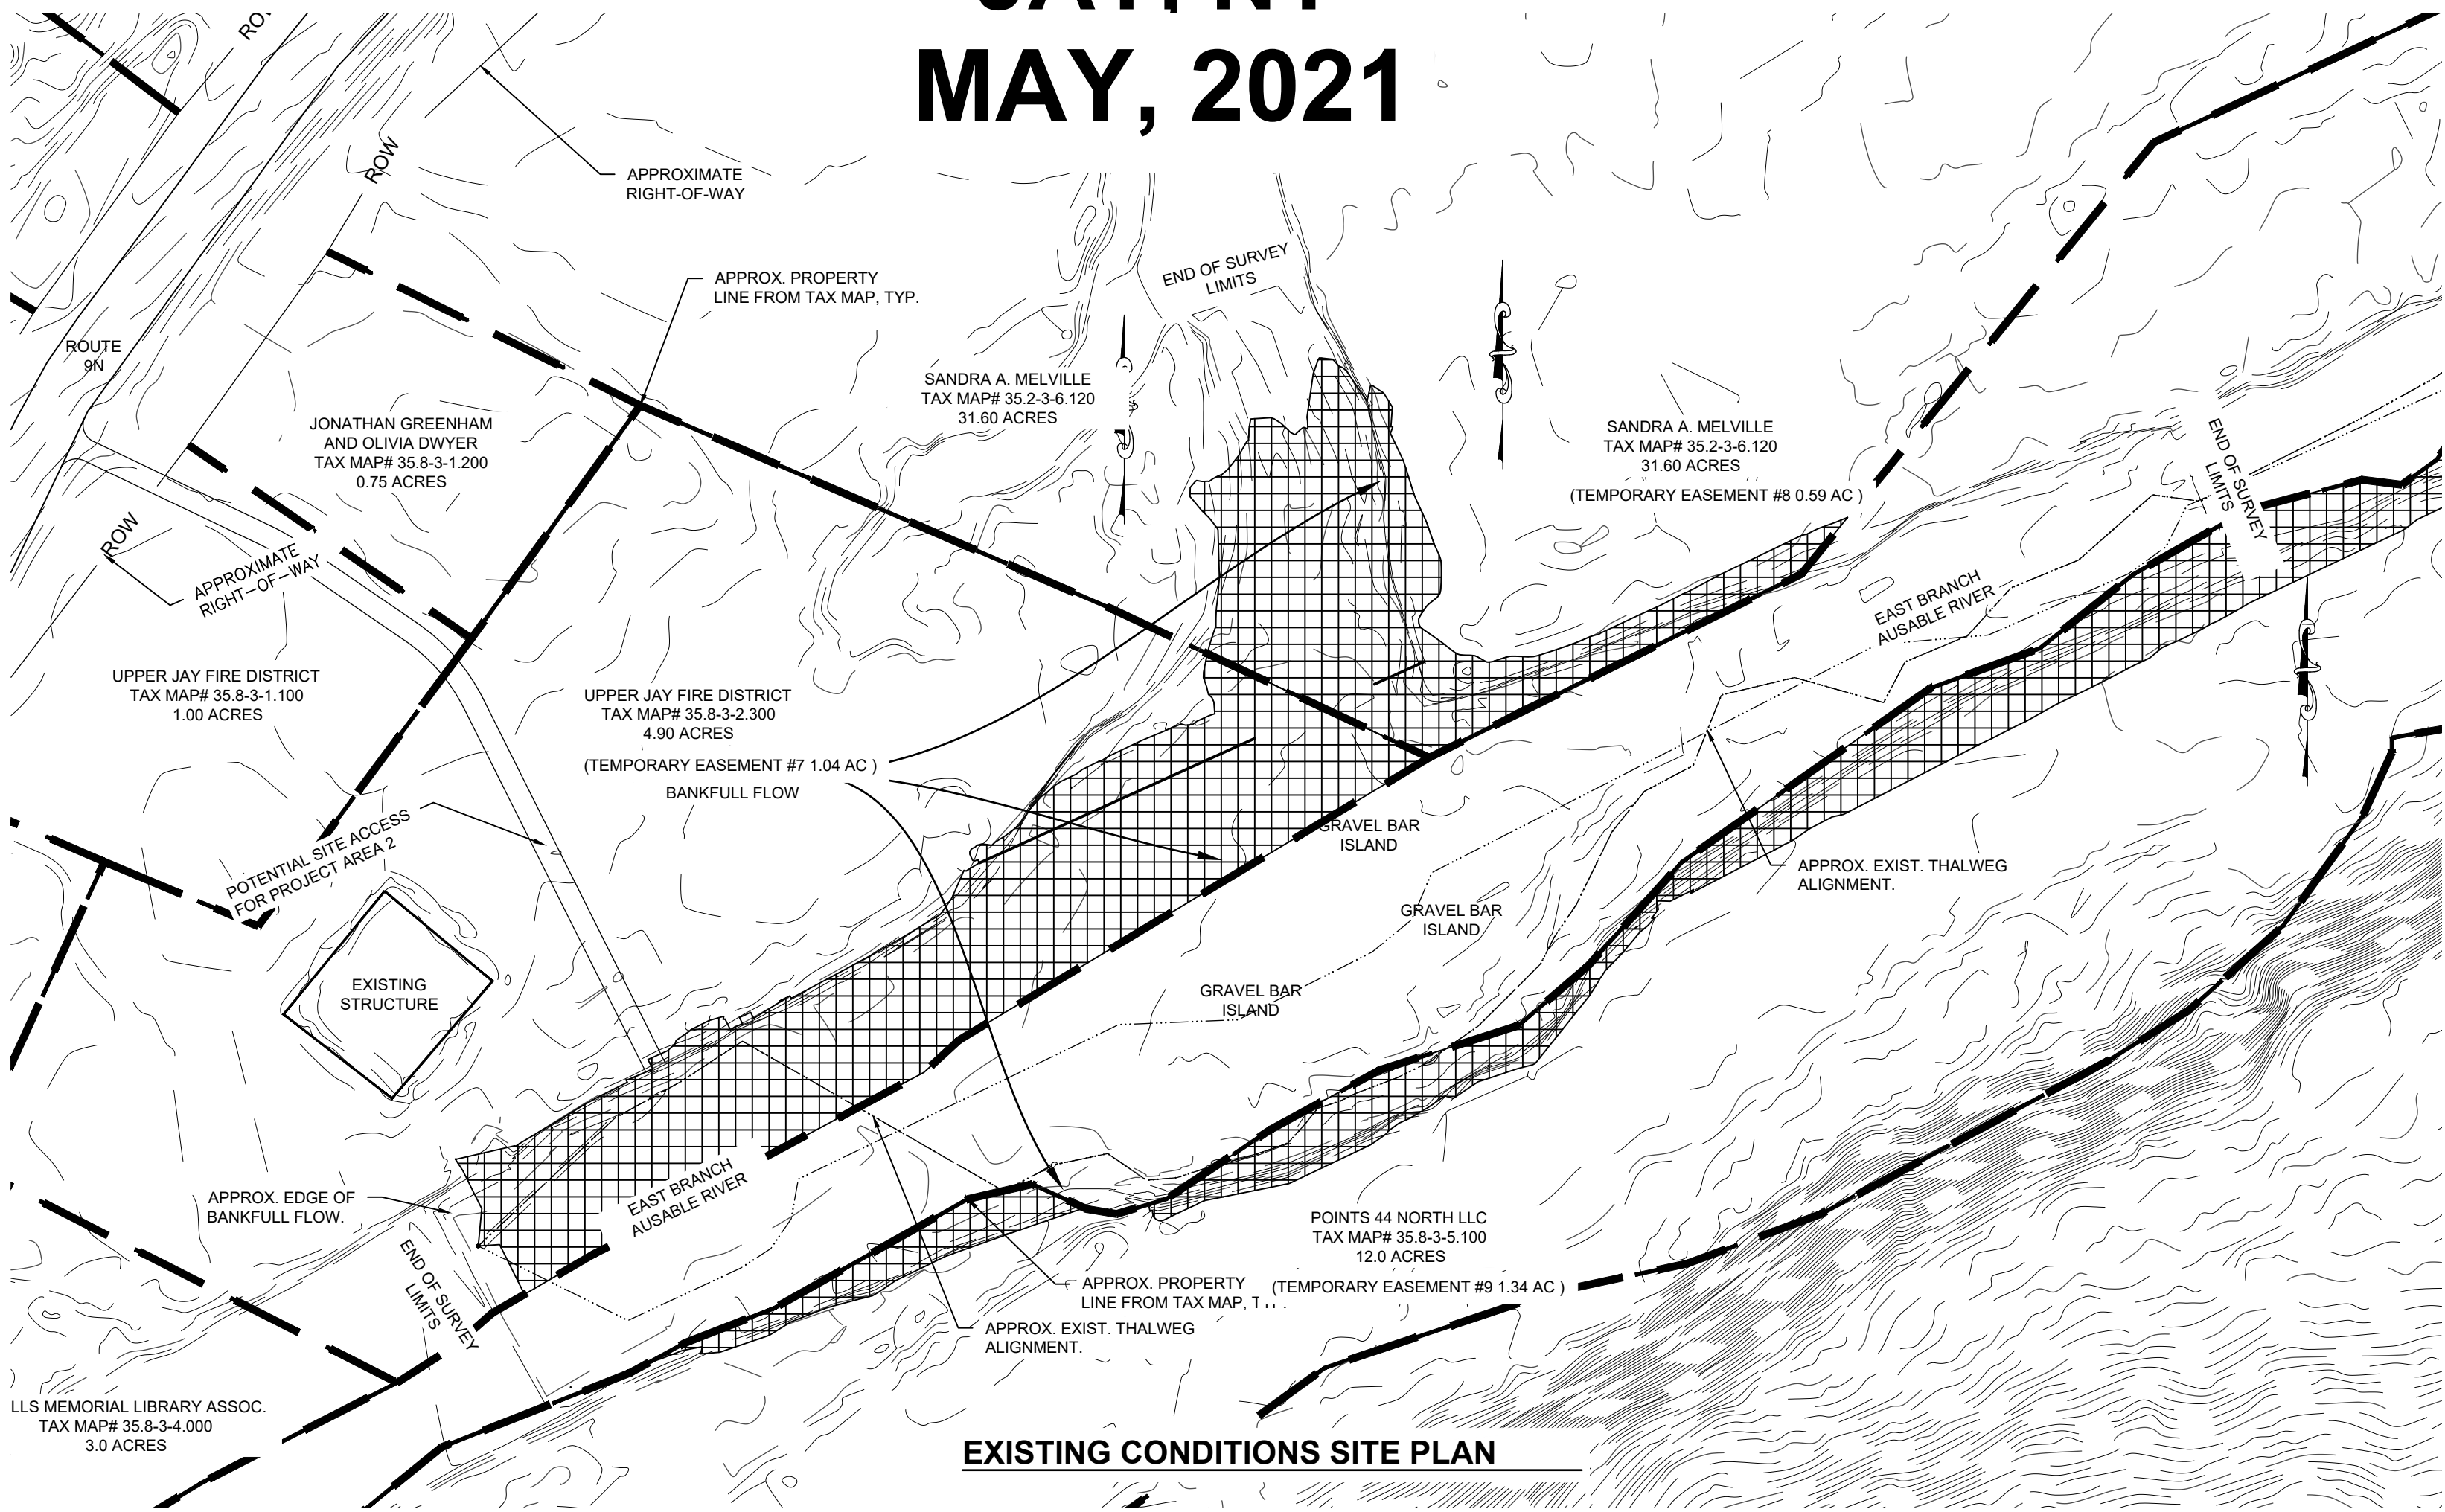 JAY, NY
MAY, 2021
ROW
ROW
APPROXIMATE
RIGHT-OF-WAY
APPROX. PROPERTY
LINE FROM TAX MAP, TYP.
END OF SURVEY
LIMITS
ROUTE
9N
SANDRA A. MELVILLE
TAX MAP# 35.2-3-6.120
31.60 ACRES
JONATHAN GREENHAM
AND OLIVIA DWYER
TAX MAP# 35.8-3-1.200
0.75 ACRES
SANDRA A. MELVILLE
TAX MAP# 35.2-3-6.120
31.60 ACRES
(TEMPORARY EASEMENT #8 0.59 AC )
END OF SURVEY
LIMITS
ROW
APPROXIMATE
RIGHT-OF-WAY
EAST BRANCH
AUSABLE RIVER
UPPER JAY FIRE DISTRICT
TAX MAP# 35.8-3-1.100
1.00 ACRES
UPPER JAY FIRE DISTRICT
TAX MAP# 35.8-3-2.300
4.90 ACRES
(TEMPORARY EASEMENT #7 1.04 AC )
BANKFULL FLOW
GRAVEL BAR
ISLAND
POTENTIAL SITE ACCESS
FOR PROJECT AREA 2
APPROX. EXIST. THALWEG
ALIGNMENT.
GRAVEL BAR
ISLAND
EXISTING
STRUCTURE
GRAVEL BAR
ISLAND
APPROX. EDGE OF
BANKFULL FLOW.
EAST BRANCH
AUSABLE RIVER
END OF SURVEY
LIMITS
POINTS 44 NORTH LLC
TAX MAP# 35.8-3-5.100
12.0 ACRES
(TEMPORARY EASEMENT #9 1.34 AC )
APPROX. PROPERTY
LINE FROM TAX MAP,
APPROX. EXIST. THALWEG
ALIGNMENT.
LLS MEMORIAL LIBRARY ASSOC.
TAX MAP# 35.8-3-4.000
3.0 ACRES
EXISTING CONDITIONS SITE PLAN